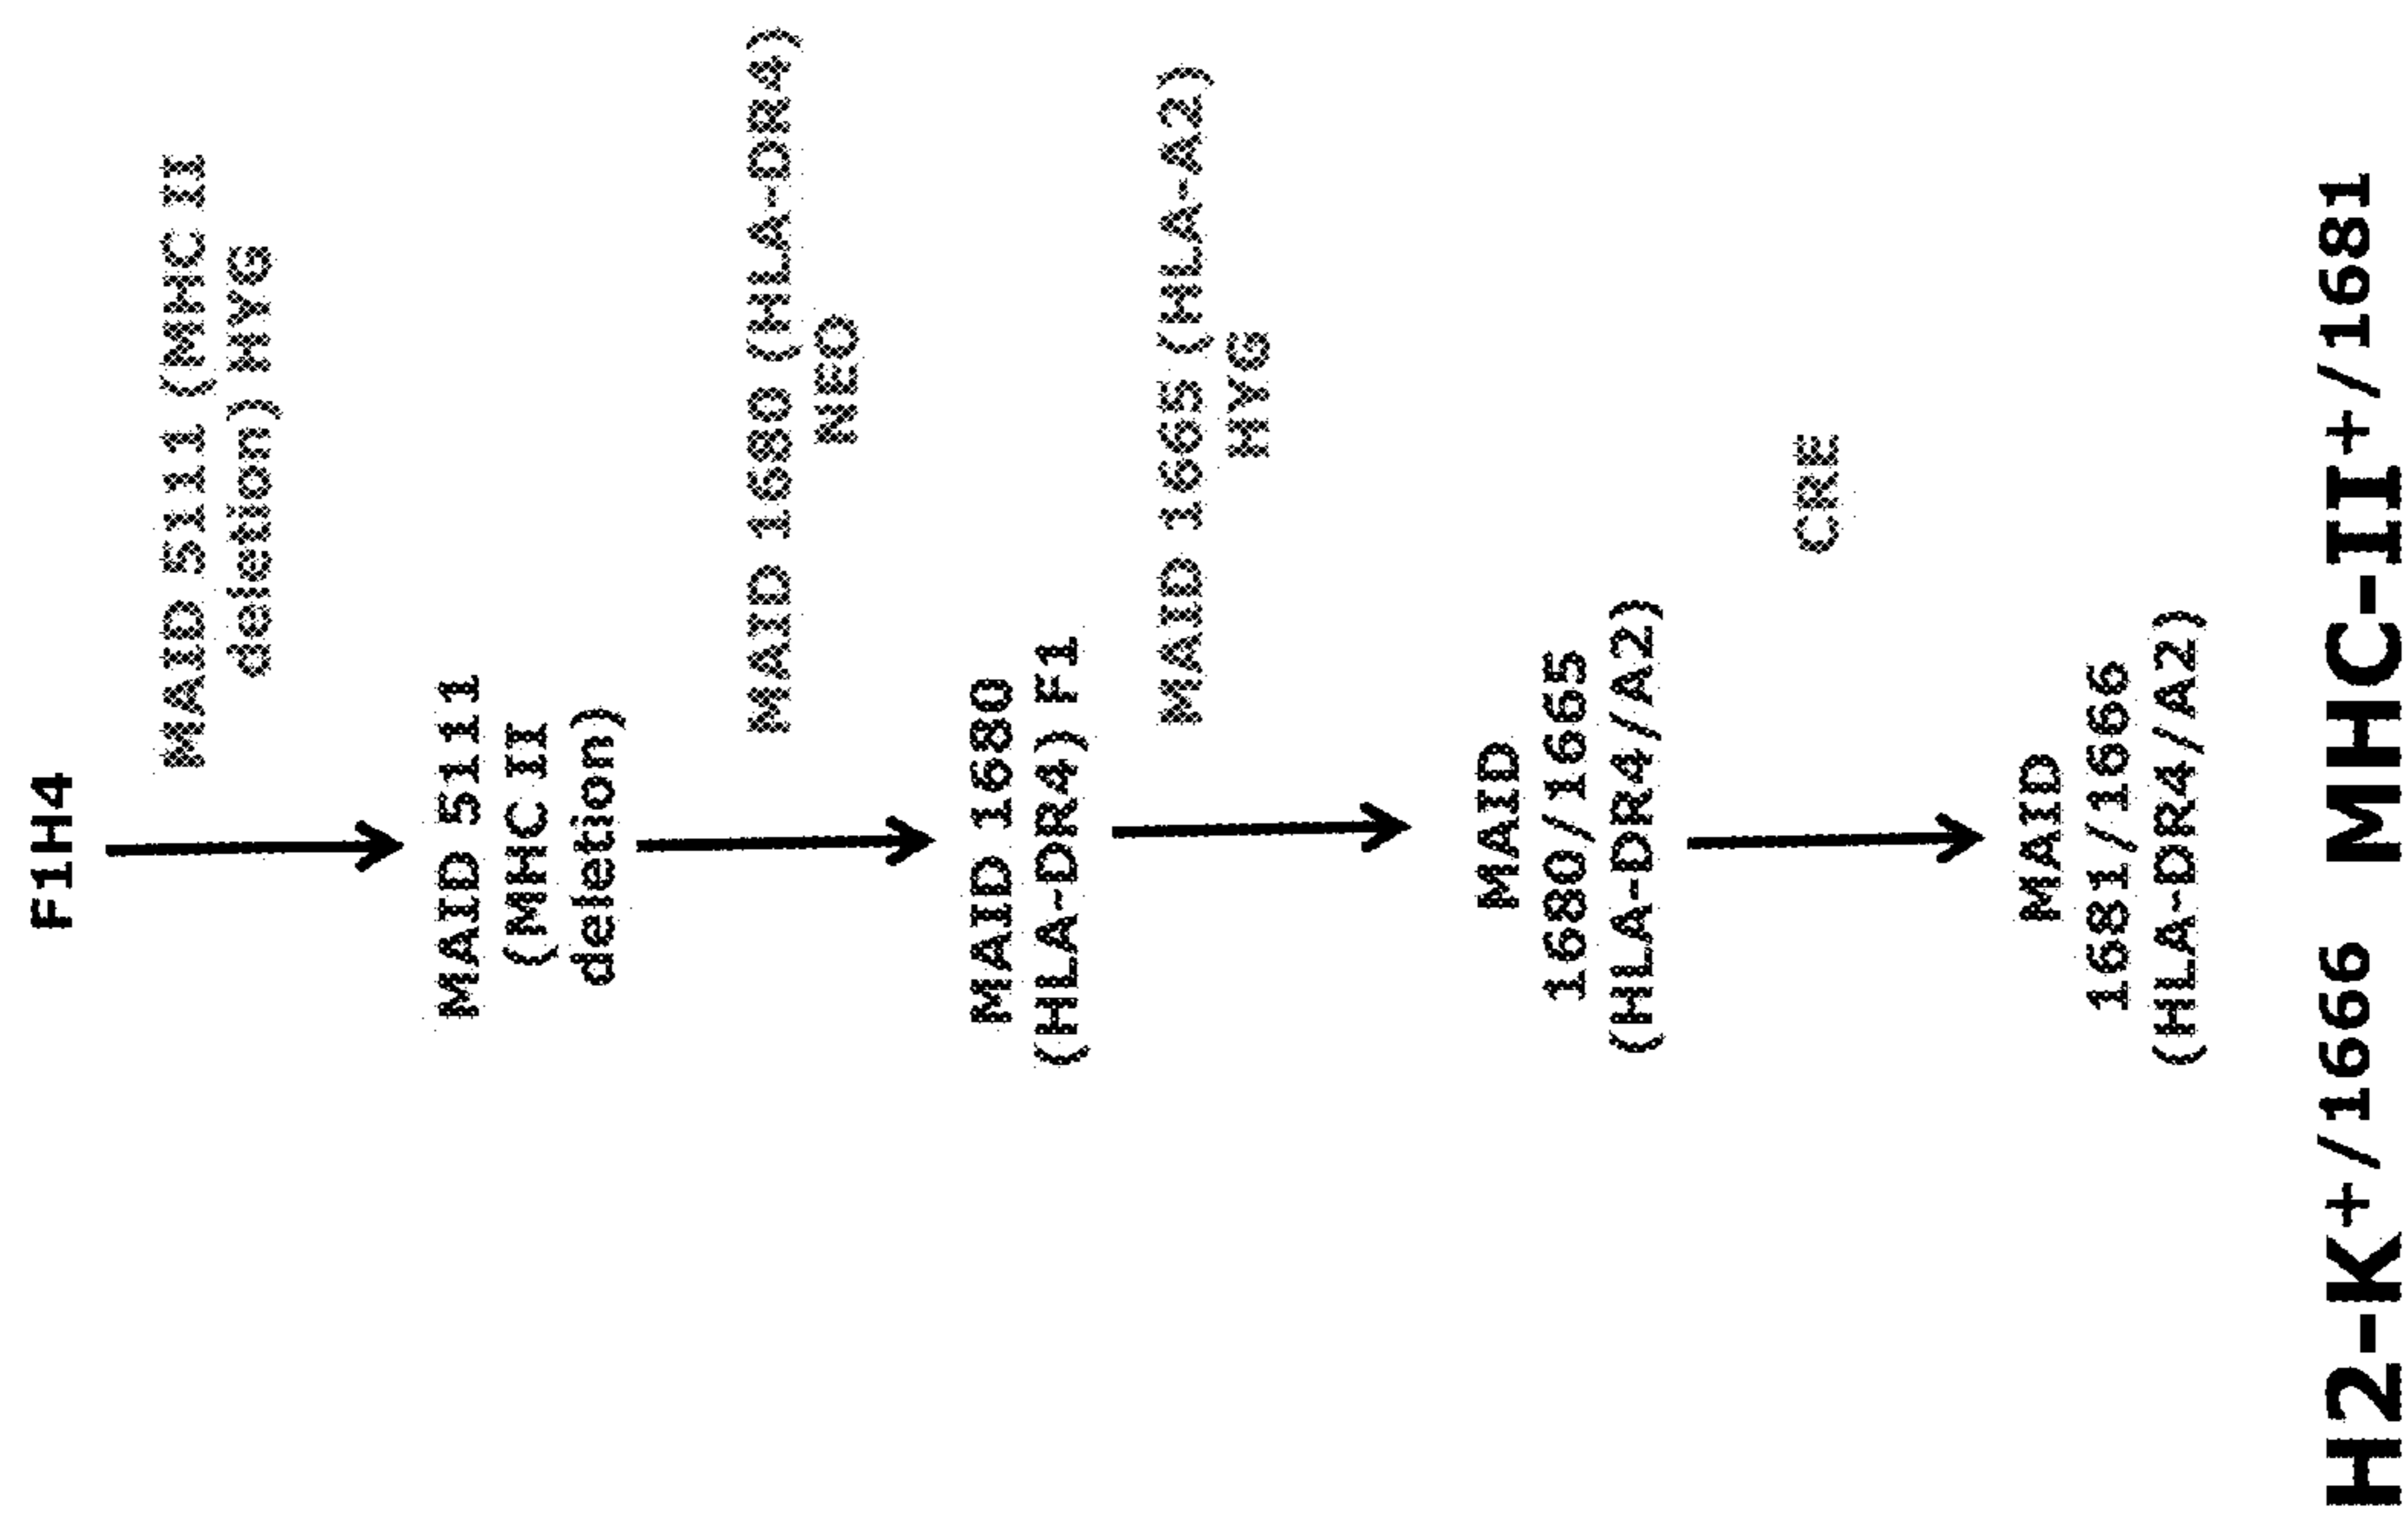 F1H4
MAID 5111 (MHC II
deletion) HYG
MAID 5111
(MHC II
deletion)
MAID 1680 (HLA-DR4)
NEO
MAID 1680
(HLA-DR4) F1
MAID 1665 (HLA-A2)
HYG
MAID
1680/1665
(HLA-DR4/A2)
CRE
MAID
1681/1666
(HLA-DR4/A2)
H2-K+/1666 MHC-II+/1681